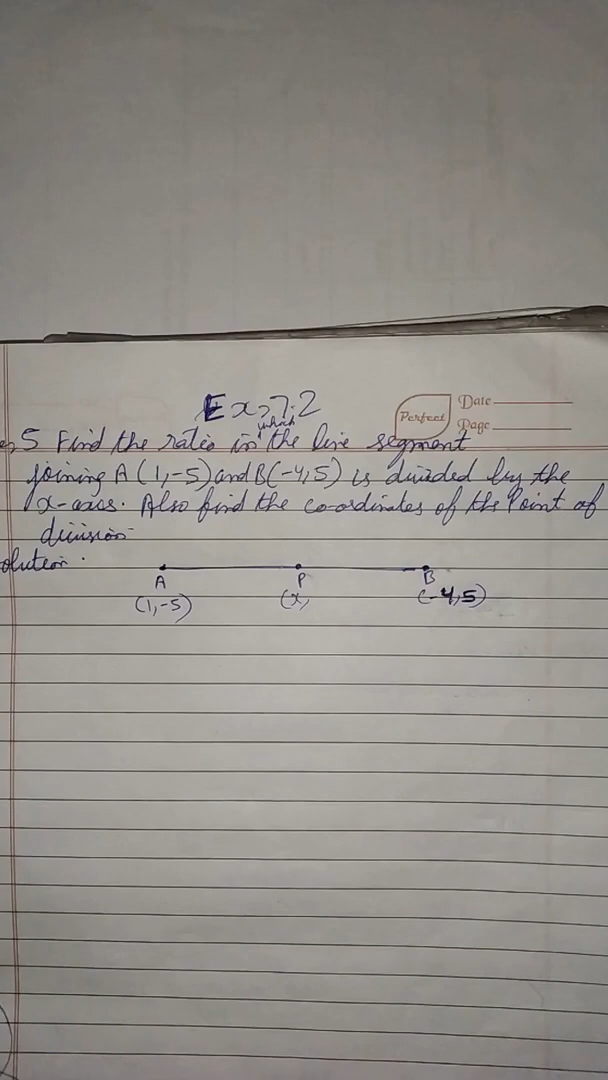 Ex 7.2
Perfect
Date
Page
5 Find the ratio in which the line segment
joining A (1,-5) and B(-4,5) is divided by the
x-axis. Also find the co-ordinates of the Point of
division
olution.
A P B
(1,-5) (x, (-4,5)